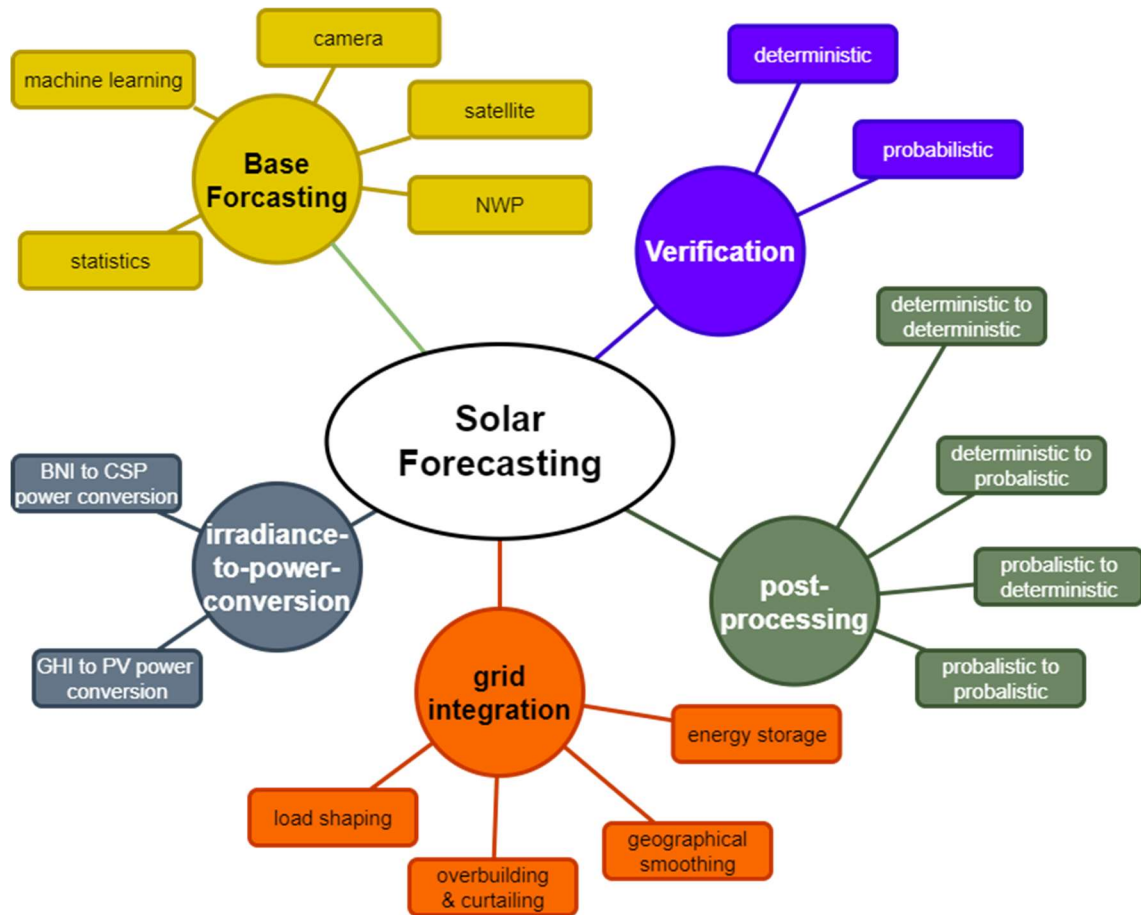 camera
machine learning
satellite
Base
Forcasting
NWP
statistics
deterministic
probabilistic
Verification
deterministic to
deterministic
deterministic to
probalistic
probalistic to
deterministic
probalistic to
probalistic
post-
processing
Solar
Forecasting
BNI to CSP
power conversion
irradiance-
to-power-
conversion
GHI to PV power
conversion
grid
integration
energy storage
load shaping
geographical
smoothing
overbuilding
& curtailing